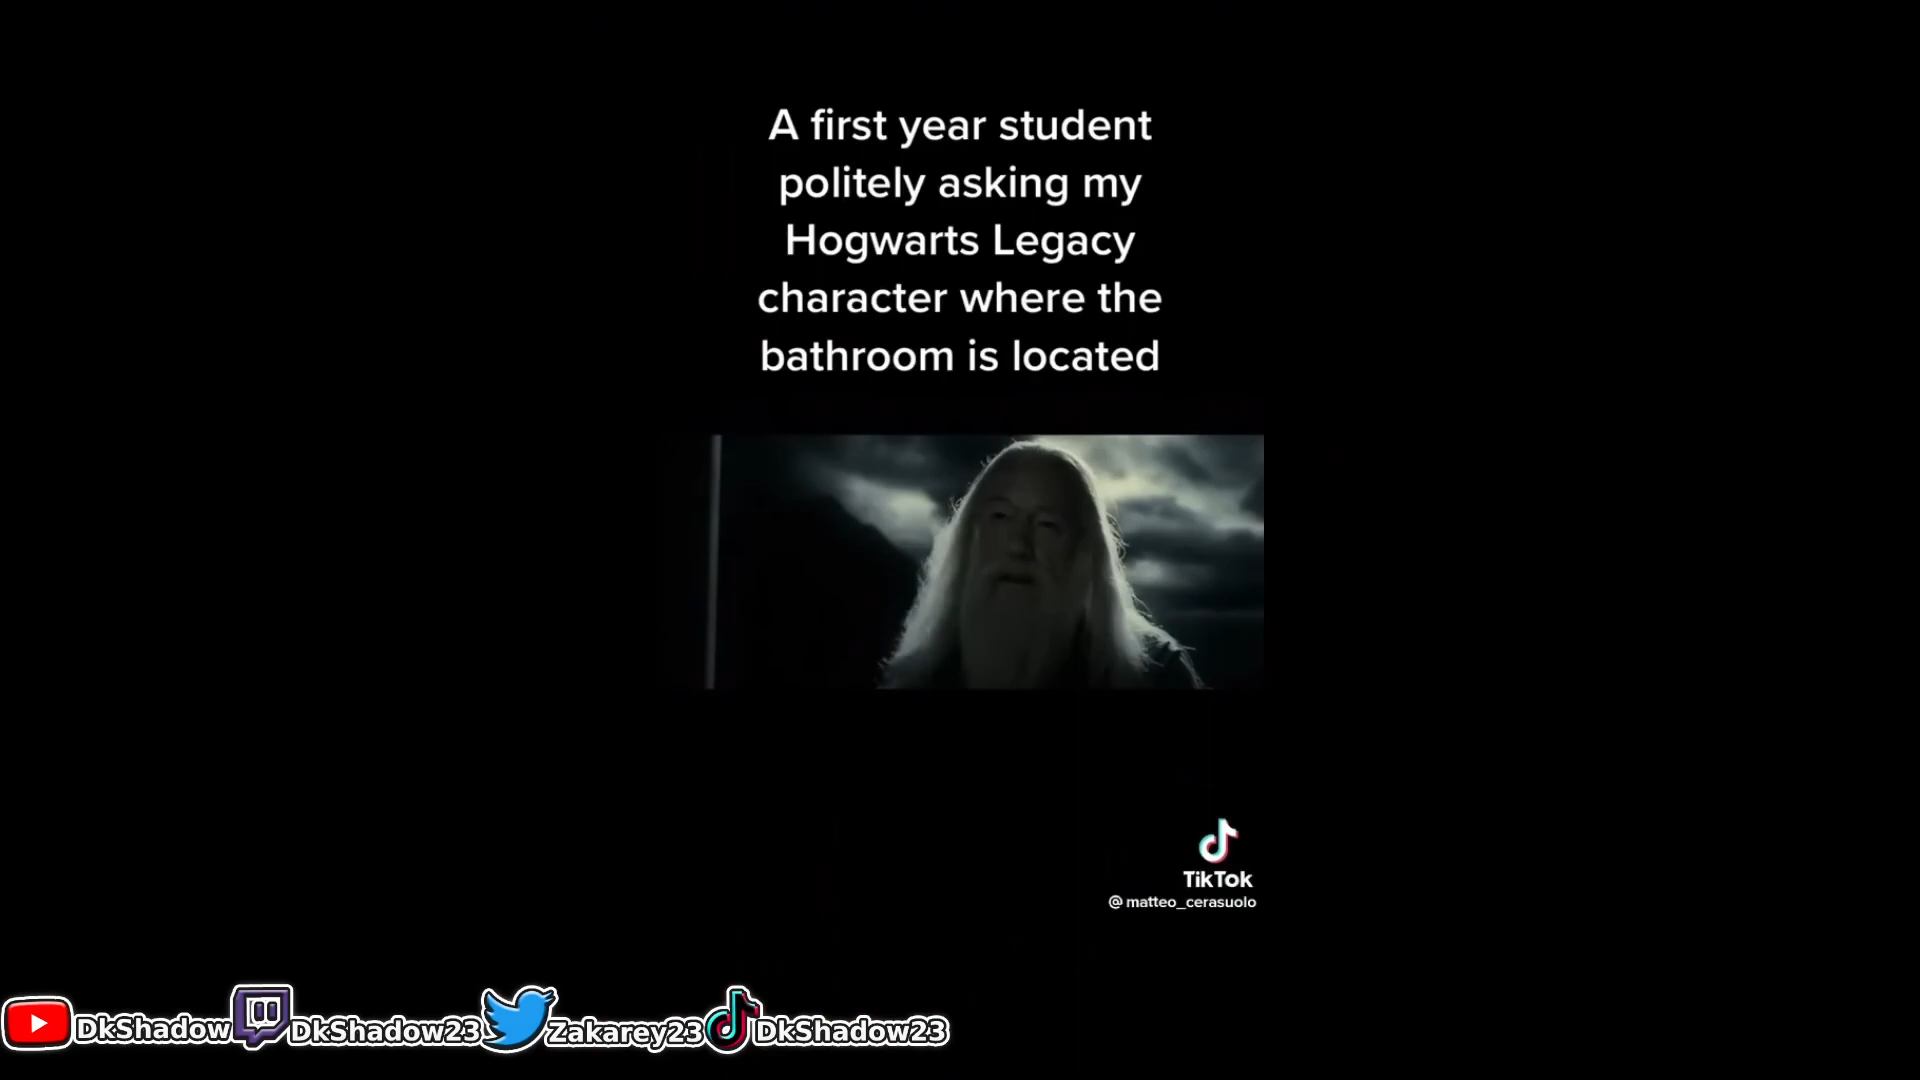 A first year student
politely asking my
Hogwarts Legacy
character where the
bathroom is located
TikTok
@matteo_cerasuolo
DkShadow DkShadow23 Zakarey23 DkShadow23